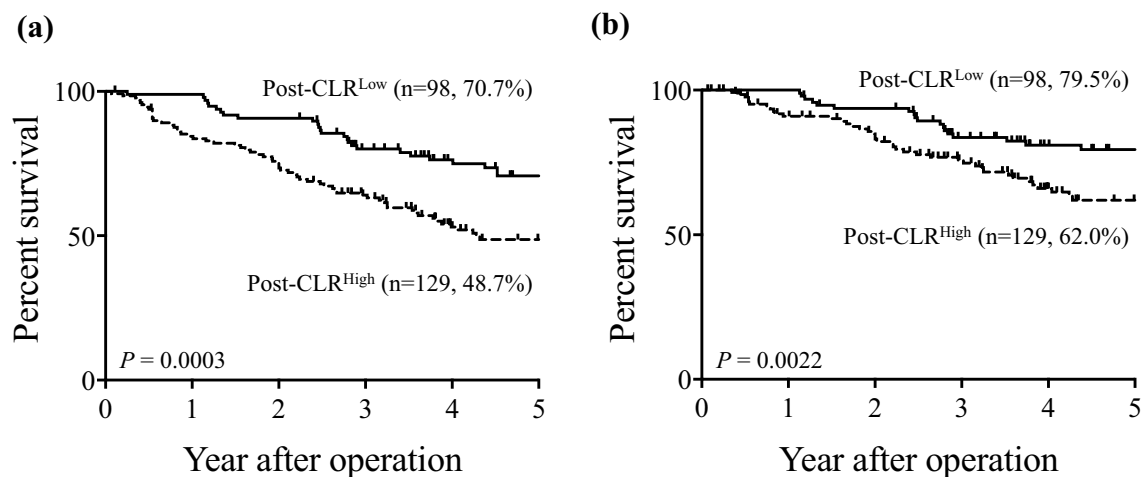 (a)
Percent survival
100
50
0
Post-CLRLow (n=98, 70.7%)
Post-CLRHigh (n=129, 48.7%)
P = 0.0003
0 1 2 3 4 5
Year after operation
(b)
Percent survival
100
50
0
Post-CLRLow (n=98, 79.5%)
Post-CLRHigh (n=129, 62.0%)
P = 0.0022
0 1 2 3 4 5
Year after operation